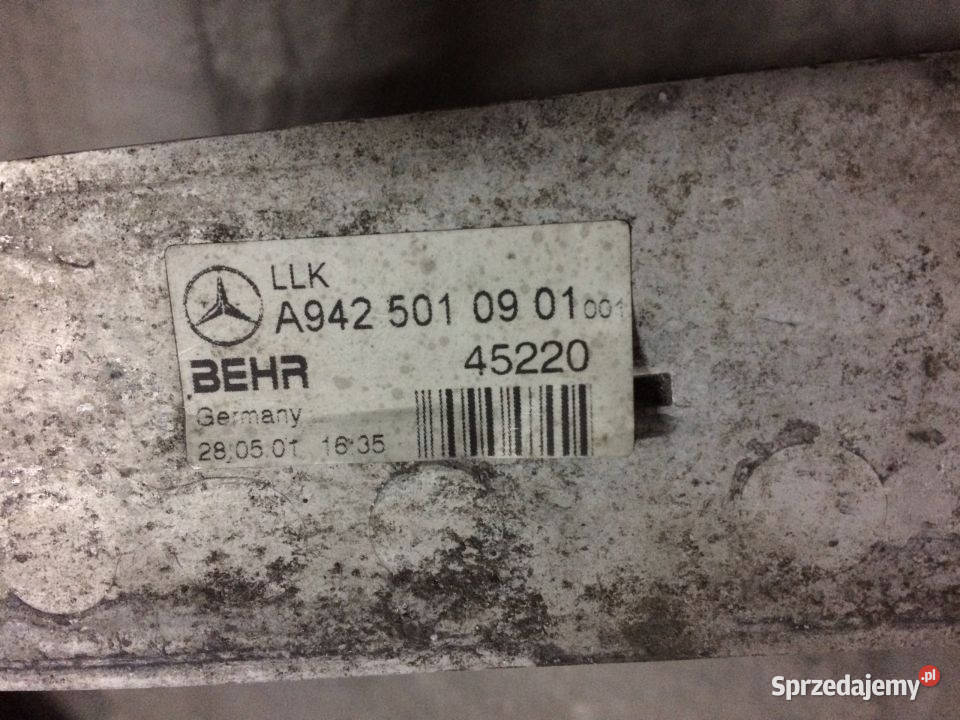 LLK
A942 501 09 01 001
BEHR 45220
Germany
28.05.01 16:35
Sprzedajemy.pl